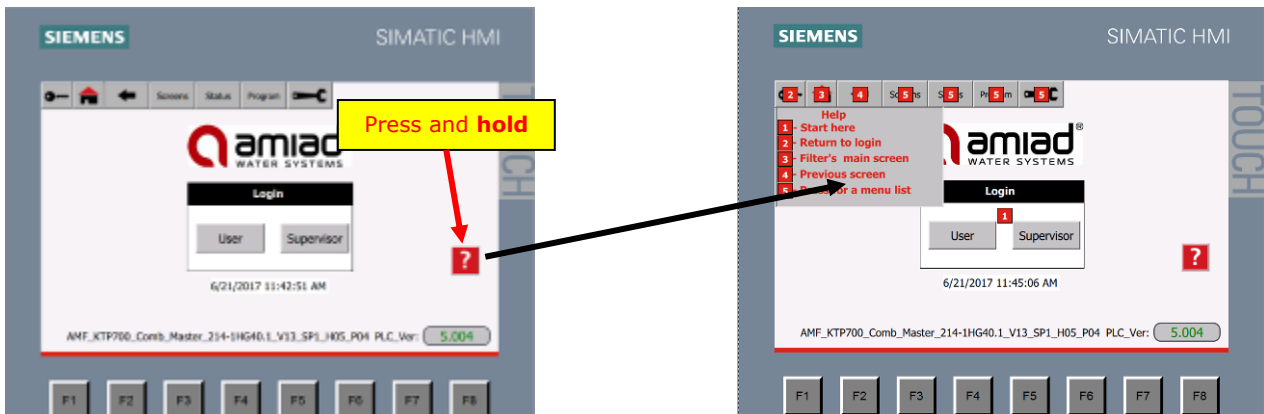 SIEMENS
SIMATIC HMI
Screens Status Program
TOUCH
Press and hold
amiad
WATER SYSTEMS
Login
User Supervisor
?
6/21/2017 11:42:51 AM
AMF_KTP700_Comb_Master_214-1HG40.1_V13_SP1_H05_P04 PLC_Ver: 5.004
F1 F2 F3 F4 F5 F6 F7 F8
SIEMENS
SIMATIC HMI
2 3 4 5 5 5 5
TOUCH
Help
1 - Start here
2 - Return to login
3 - Filter's main screen
4 - Previous screen
5 - for a menu list
amiad®
WATER SYSTEMS
Login
1
User Supervisor
?
6/21/2017 11:45:06 AM
AMF_KTP700_Comb_Master_214-1HG40.1_V13_SP1_H05_P04 PLC_Ver: 5.004
F1 F2 F3 F4 F5 F6 F7 F8